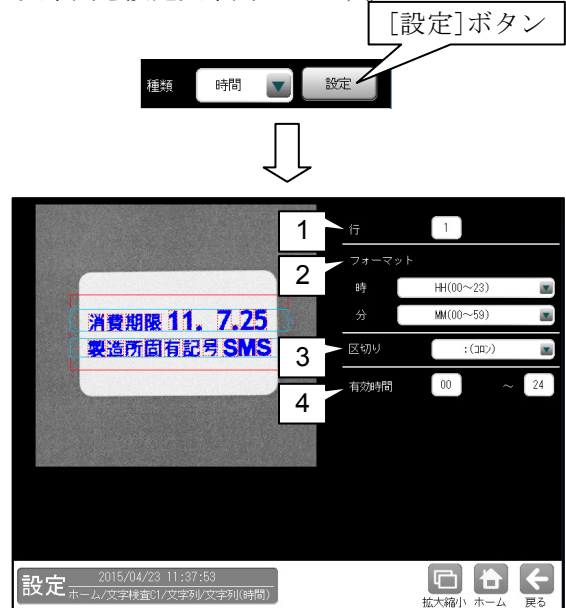 [設定]ボタン
種類 時間 設定
1 行 1
2 フォーマット
時 HH(00～23)
分 MM(00～59)
3 区切り :(コロン)
4 有効時間 00 ～ 24
消費期限 11. 7.25
製造所固有記号 SMS
設定 2015/04/23 11:37:53
ホーム/文字検査C1/文字列/文字列(時間)
拡大縮小 ホーム 戻る